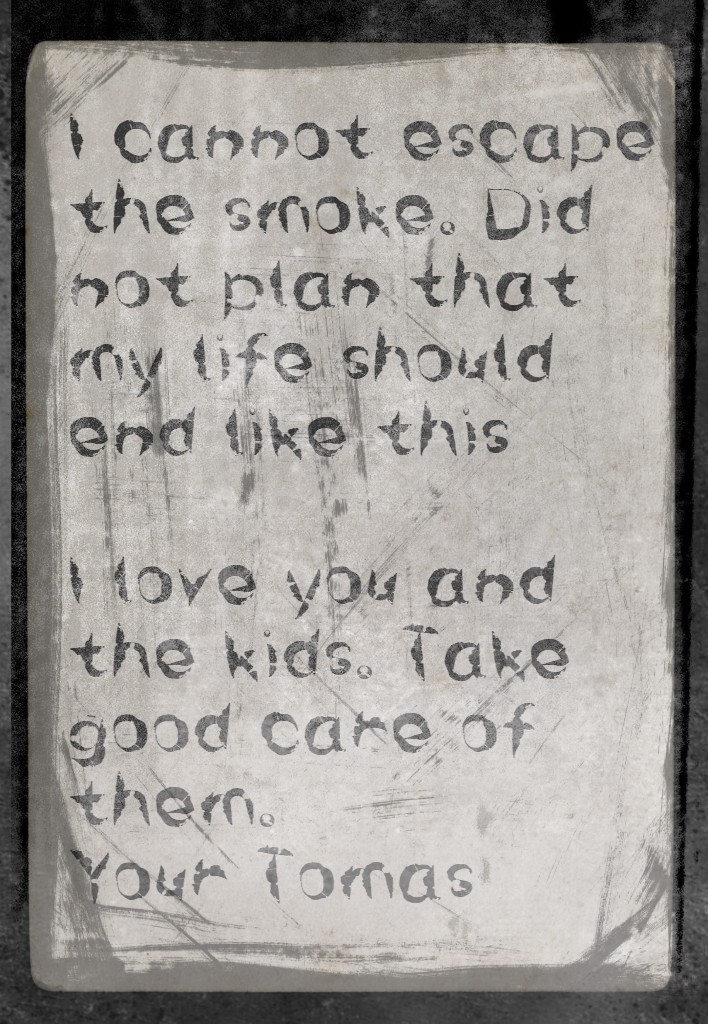 I cannot escape
the smoke. Did
not plan that
my life should
end like this
I love you and
the kids. Take
good care of
them.
Your Tomas